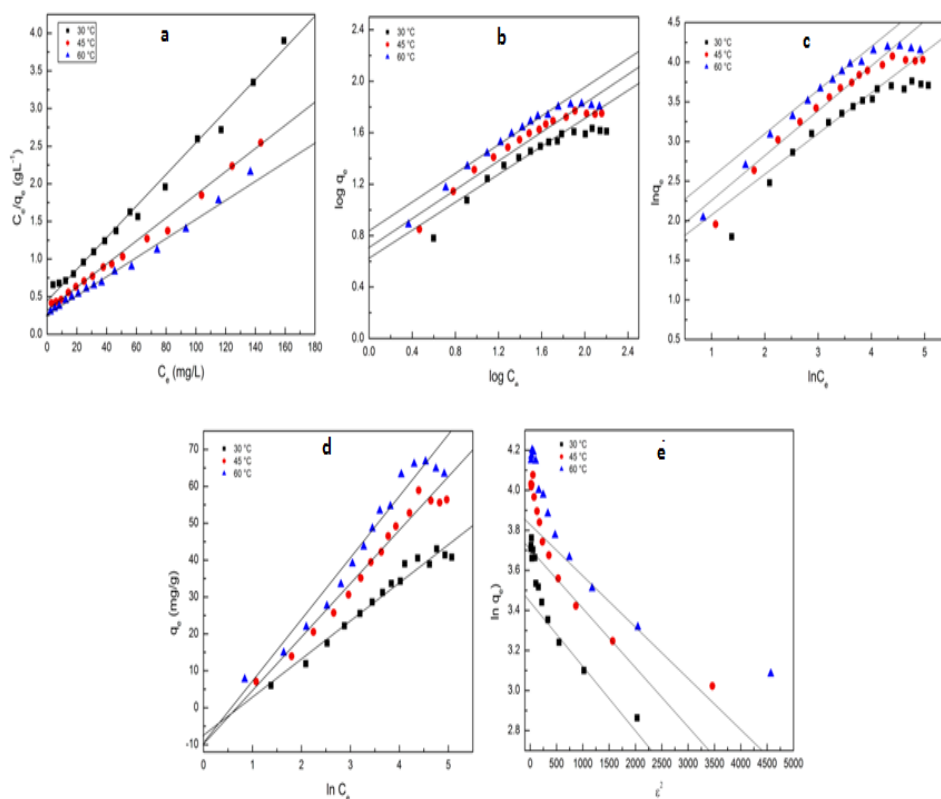 a
30 °C
45 °C
60 °C
4.0
3.5
3.0
2.5
2.0
1.5
1.0
0.5
0.0
Cₑ/qₑ (gL⁻¹)
0 20 40 60 80 100 120 140 160 180
Cₑ (mg/L)
b
30 °C
45 °C
60 °C
2.4
2.0
1.6
1.2
0.8
0.4
0.0
log qₑ
0.0 0.4 0.8 1.2 1.6 2.0 2.4
log Cₐ
c
30 °C
45 °C
60 °C
4.5
4.0
3.5
3.0
2.5
2.0
1.5
1.0
0.5
0.0
lnqₑ
1 2 3 4 5
lnCₑ
d
30 °C
45 °C
60 °C
70
60
50
40
30
20
10
0
-10
qₑ (mg/g)
0 1 2 3 4 5
ln Cₑ
e
30 °C
45 °C
60 °C
4.2
4.0
3.8
3.6
3.4
3.2
3.0
2.8
ln qₑ
0 500 1000 1500 2000 2500 3000 3500 4000 4500 5000
ε²